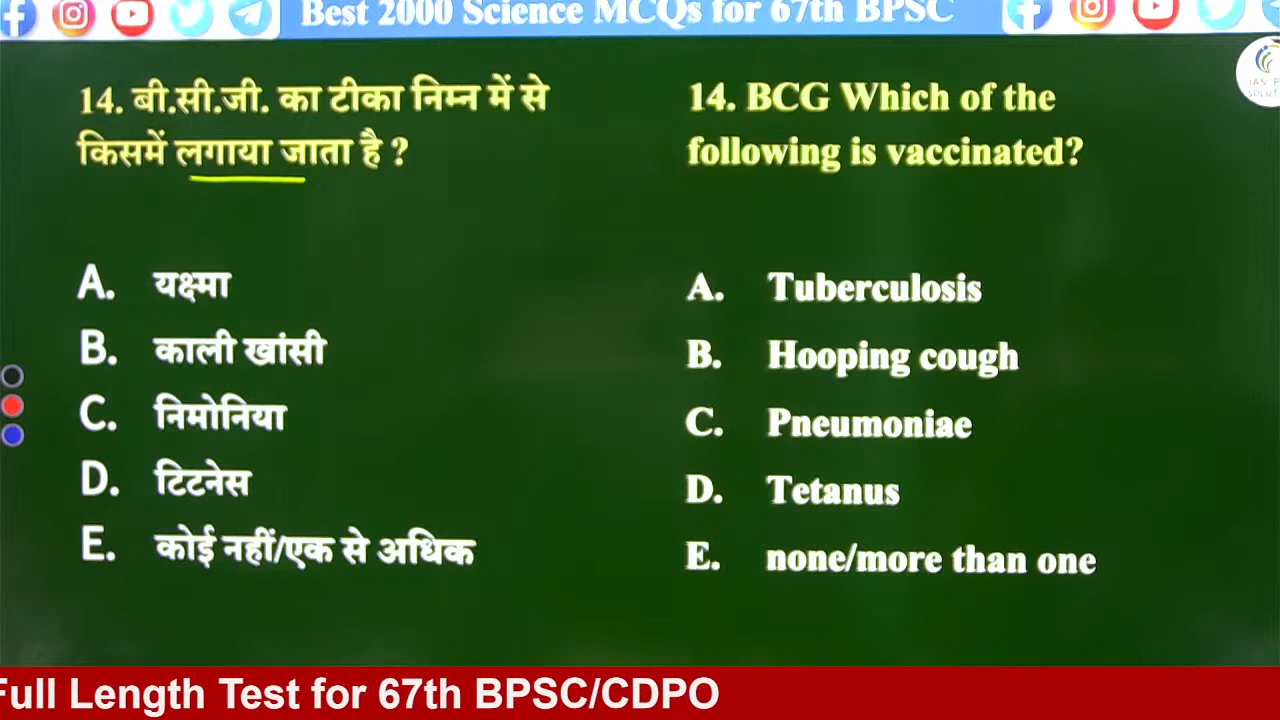 Best 2000 Science MCQs for 67th BPSC
14. बी.सी.जी. का टीका निम्न में से
किसमें लगाया जाता है ?
A. यक्ष्मा
B. काली खांसी
C. निमोनिया
D. टिटनेस
E. कोई नहीं/एक से अधिक
14. BCG Which of the
following is vaccinated?
A. Tuberculosis
B. Hooping cough
C. Pneumoniae
D. Tetanus
E. none/more than one
IAS
Full Length Test for 67th BPSC/CDPO